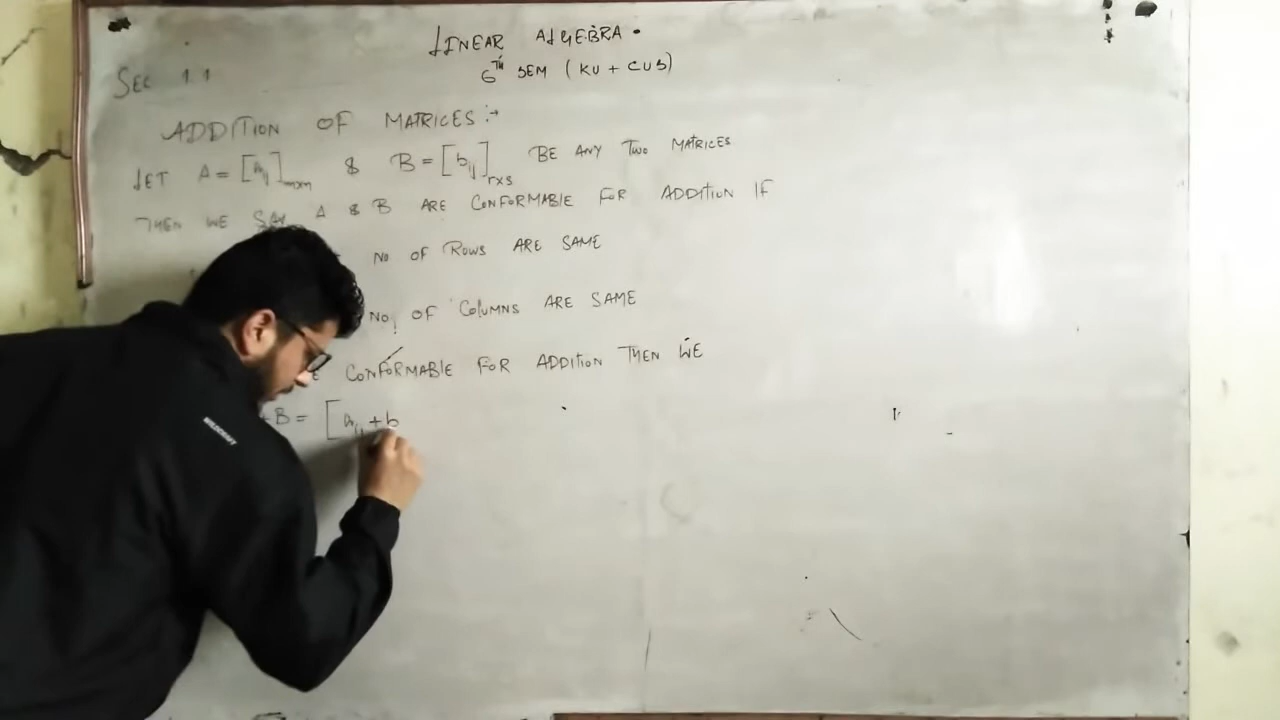 LINEAR ALGEBRA.
6TH SEM (KU + CUS)
SEC 11
ADDITION OF MATRICES :→
LET A = [aij]mxn & B = [bij]rxs BE ANY TWO MATRICES
THEN WE SAY A & B ARE CONFORMABLE FOR ADDITION IF
NO OF ROWS ARE SAME
NO. OF COLUMNS ARE SAME
CONFORMABLE FOR ADDITION THEN WE
+ B = [aij + b
WILDCRAFT